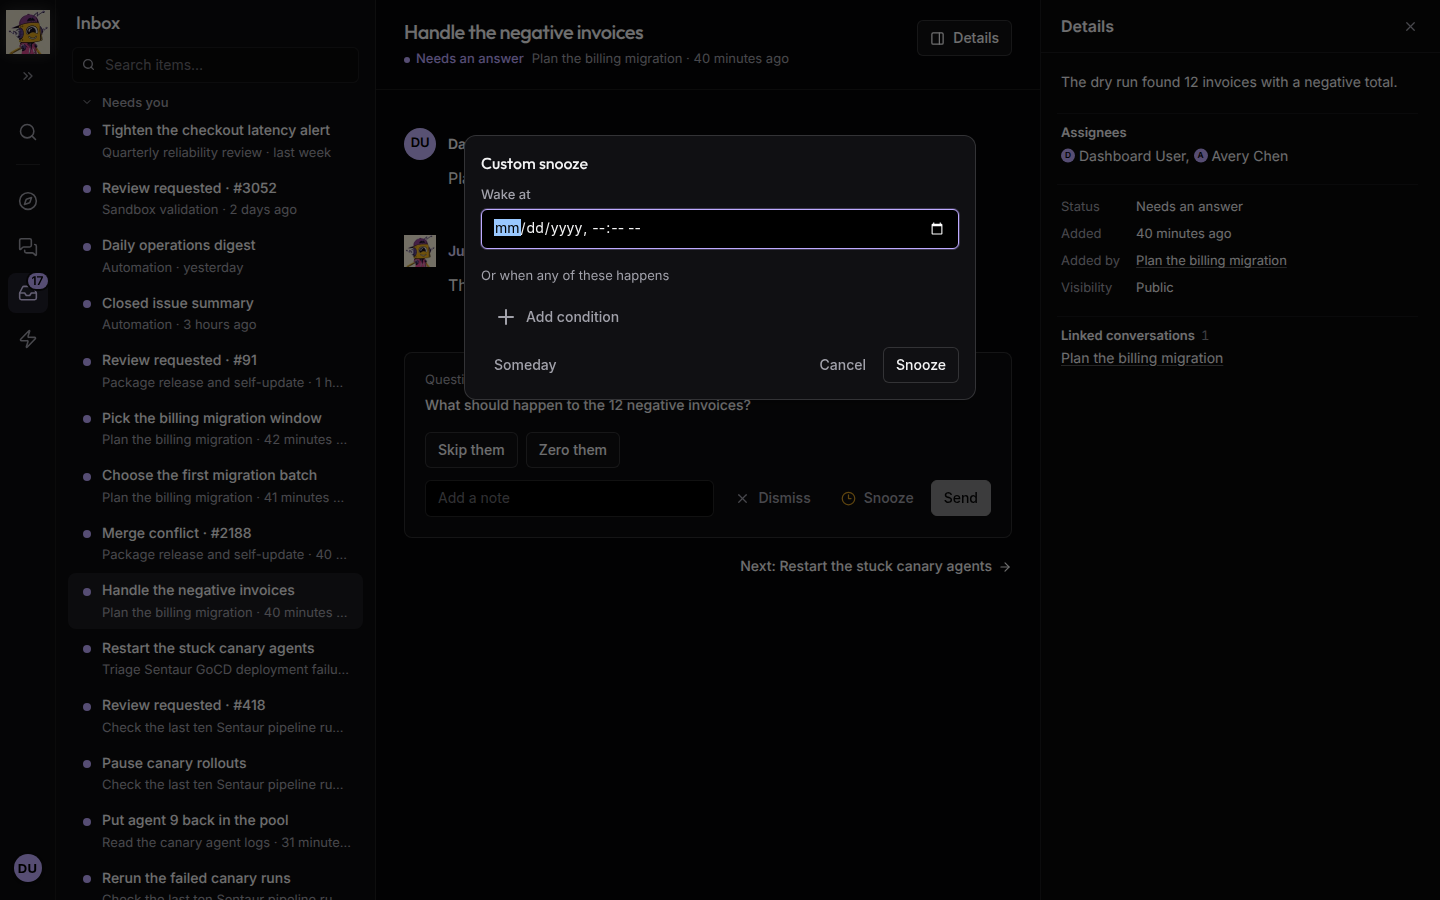 Inbox
Search items...
Needs you
Tighten the checkout latency alert
Quarterly reliability review · last week
Review requested · #3052
Sandbox validation · 2 days ago
Daily operations digest
Automation · yesterday
17
Closed issue summary
Automation · 3 hours ago
Review requested · #91
Package release and self-update · 1 h...
Pick the billing migration window
Plan the billing migration · 42 minutes ...
Choose the first migration batch
Plan the billing migration · 41 minutes ...
Merge conflict · #2188
Package release and self-update · 40 ...
Handle the negative invoices
Plan the billing migration · 40 minutes ...
Restart the stuck canary agents
Triage Sentaur GoCD deployment failu...
Review requested · #418
Check the last ten Sentaur pipeline ru...
Pause canary rollouts
Check the last ten Sentaur pipeline ru...
Put agent 9 back in the pool
Read the canary agent logs · 31 minute...
Rerun the failed canary runs
Check the last ten Sentaur pipeline ru...
DU
Handle the negative invoices
Needs an answer Plan the billing migration · 40 minutes ago
Details
DU
Da
Pl
Ju
Th
Custom snooze
Wake at
mm/dd/yyyy, --:-- --
Or when any of these happens
Add condition
Someday
Cancel
Snooze
Questi
What should happen to the 12 negative invoices?
Skip them
Zero them
Add a note
Dismiss
Snooze
Send
Next: Restart the stuck canary agents
Details
The dry run found 12 invoices with a negative total.
Assignees
D Dashboard User, A Avery Chen
Status Needs an answer
Added 40 minutes ago
Added by Plan the billing migration
Visibility Public
Linked conversations 1
Plan the billing migration